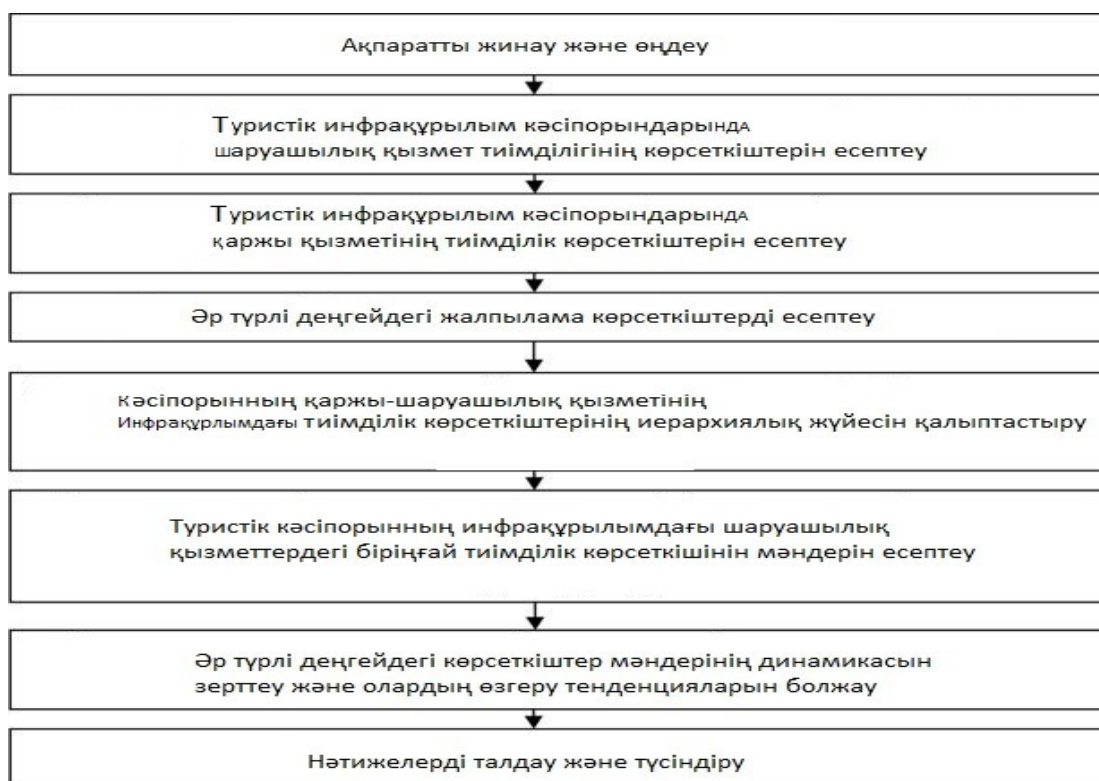 Ақпаратты жинау және өңдеу
Туристік инфрақұрылым кәсіпорындарында
шаруашылық қызмет тиімділігінің көрсеткіштерін есептеу
Туристік инфрақұрылым кәсіпорындарында
қаржы қызметінің тиімділік көрсеткіштерін есептеу
Әр түрлі деңгейдегі жалпылама көрсеткіштерді есептеу
Кәсіпорынның қаржы-шаруашылық қызметінің
Инфрақұрлымдағы тиімділік көрсеткіштерінің иерархиялық жүйесін қалыптастыру
Туристік кәсіпорынның инфрақұрылымдағы шаруашылық
қызметтердегі біріңғай тиімділік көрсеткішінін мәндерін есептеу
Әр түрлі деңгейдегі көрсеткіштер мәндерінің динамикасын
зерттеу және олардың өзгеру тенденцияларын болжау
Нәтижелерді талдау және түсіндіру